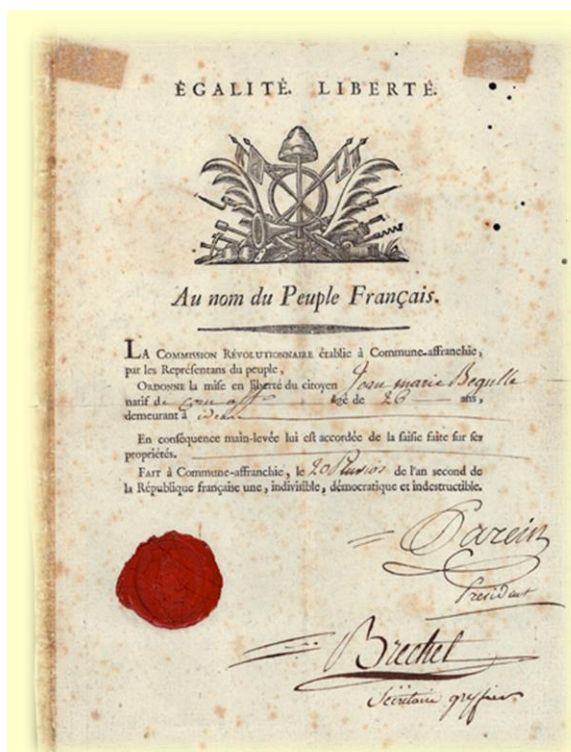 ÉGALITÉ. LIBERTÉ.
Au nom du Peuple Français.
LA COMMISSION RÉVOLUTIONNAIRE établie à Commune-affranchie,
par les Représentans du peuple,
ORDONNE la mise en liberté du citoyen Jean marie Begulle
natif de com aff âgé de 26 ans,
demeurant à idem
En conséquence main-levée lui est accordée de la saisie faite sur ses
propriétés.
FAIT à Commune-affranchie, le 20 de l'an second de
la République française une, indivisible, démocratique et indestructible.
Parein
Président
Brechet
Secrétaire greffier